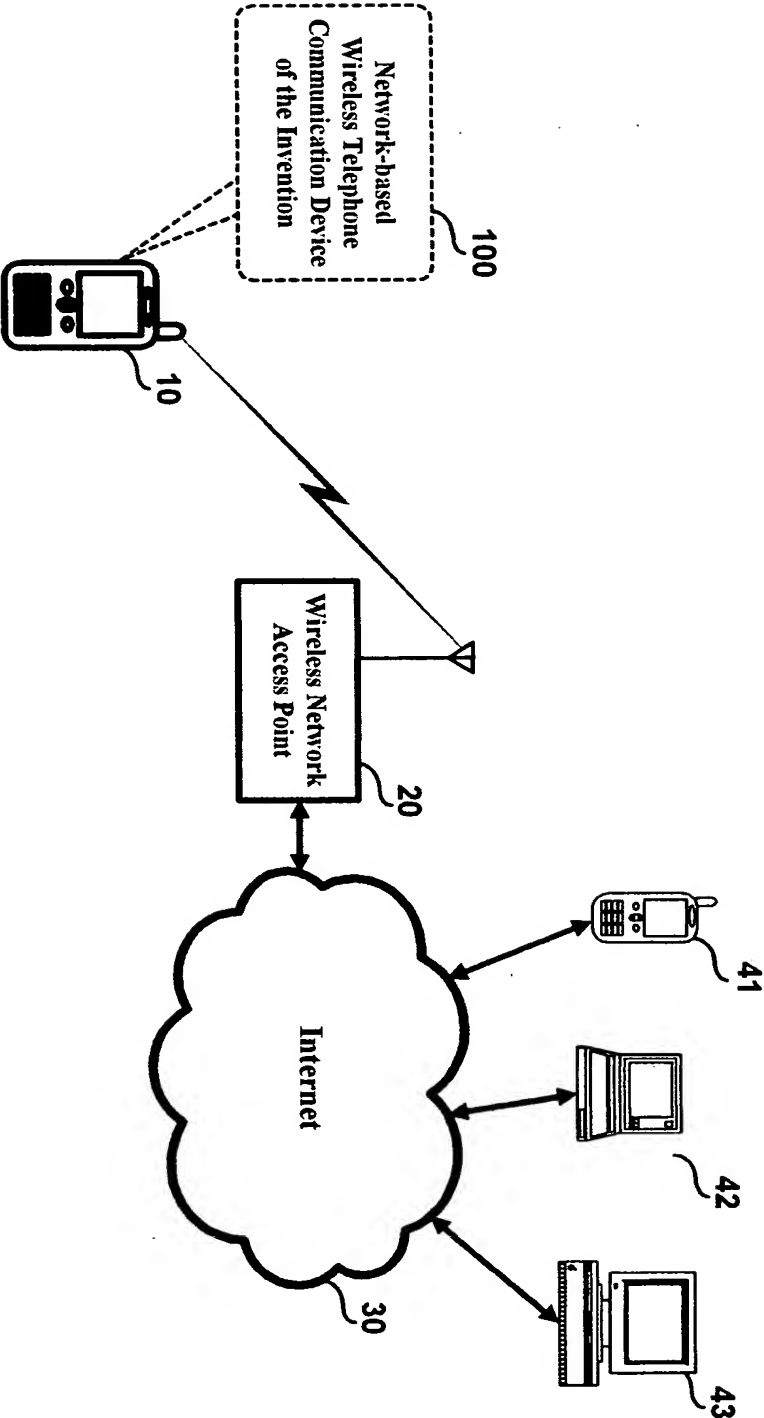 Network-based
Wireless Telephone
Communication Device
of the Invention
100
10
Wireless Network
Access Point
20
Internet
30
41
42
43